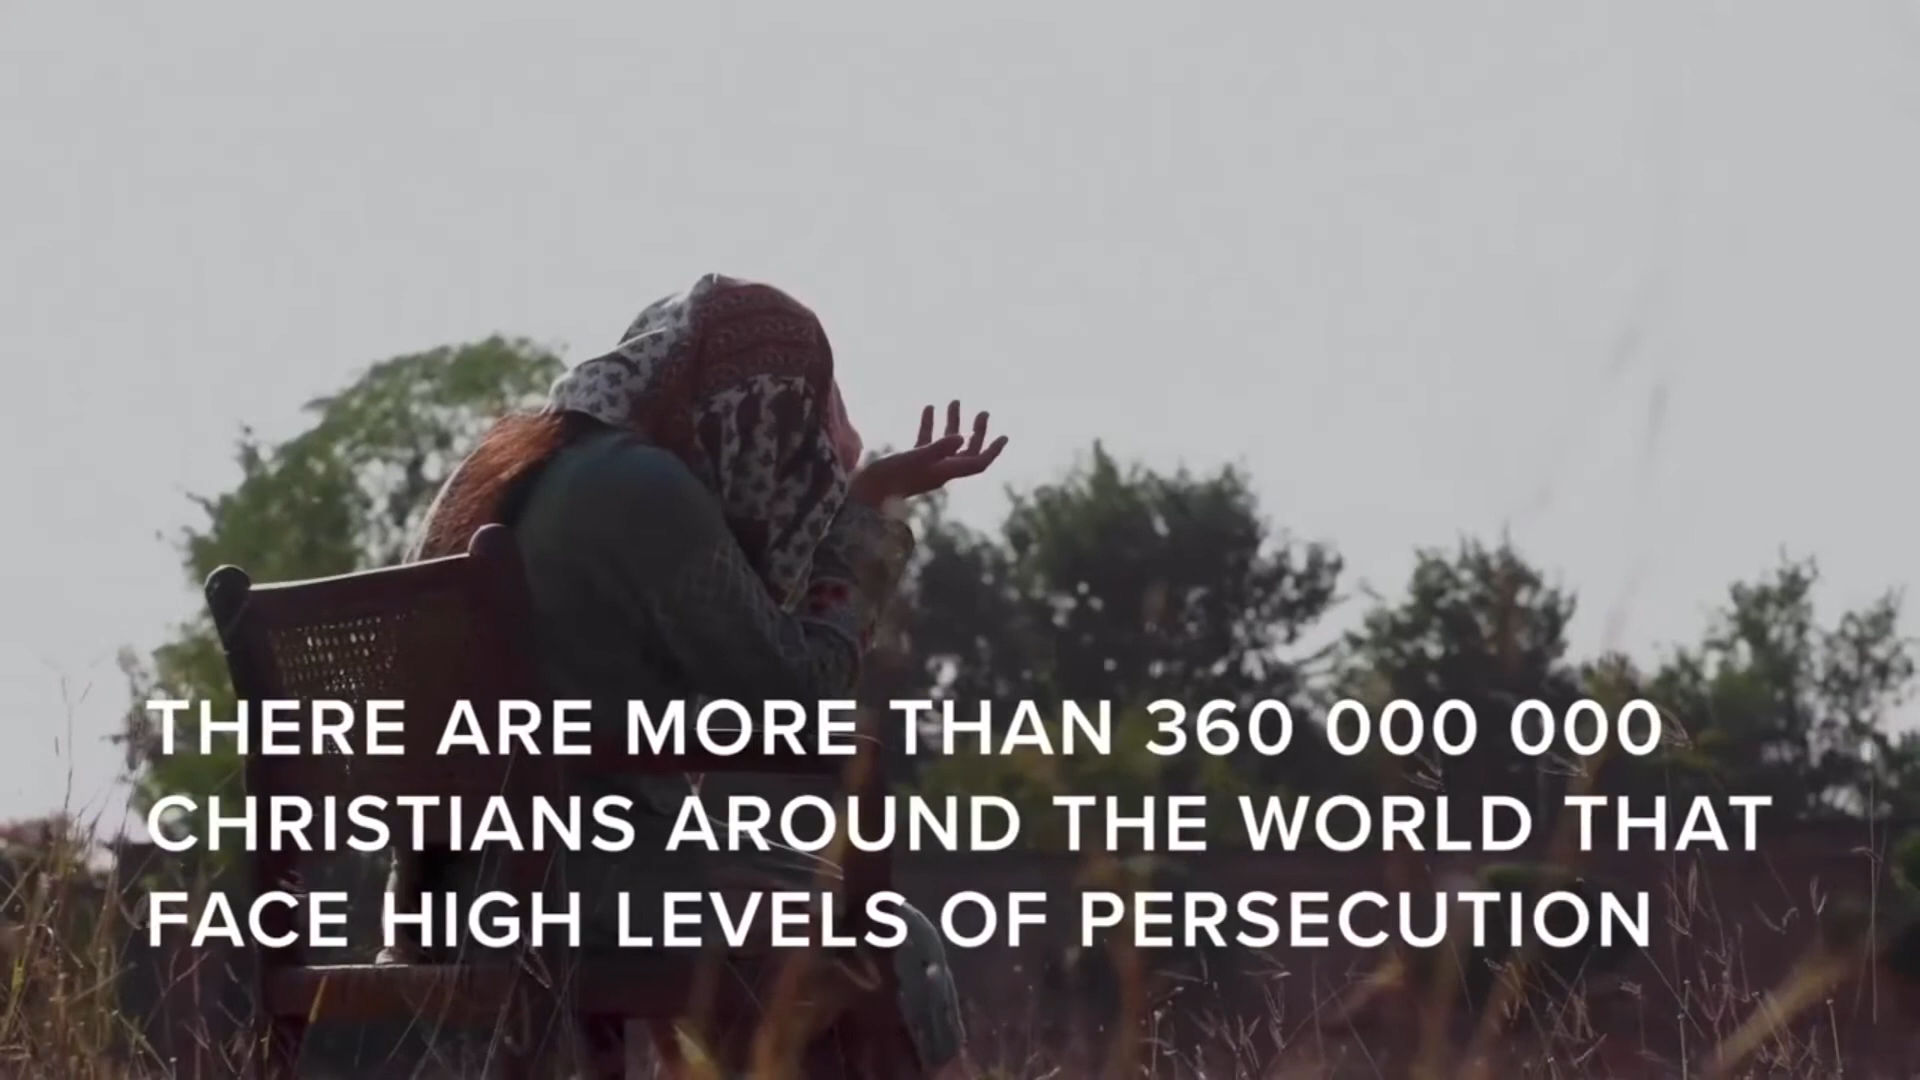 THERE ARE MORE THAN 360 000 000
CHRISTIANS AROUND THE WORLD THAT
FACE HIGH LEVELS OF PERSECUTION